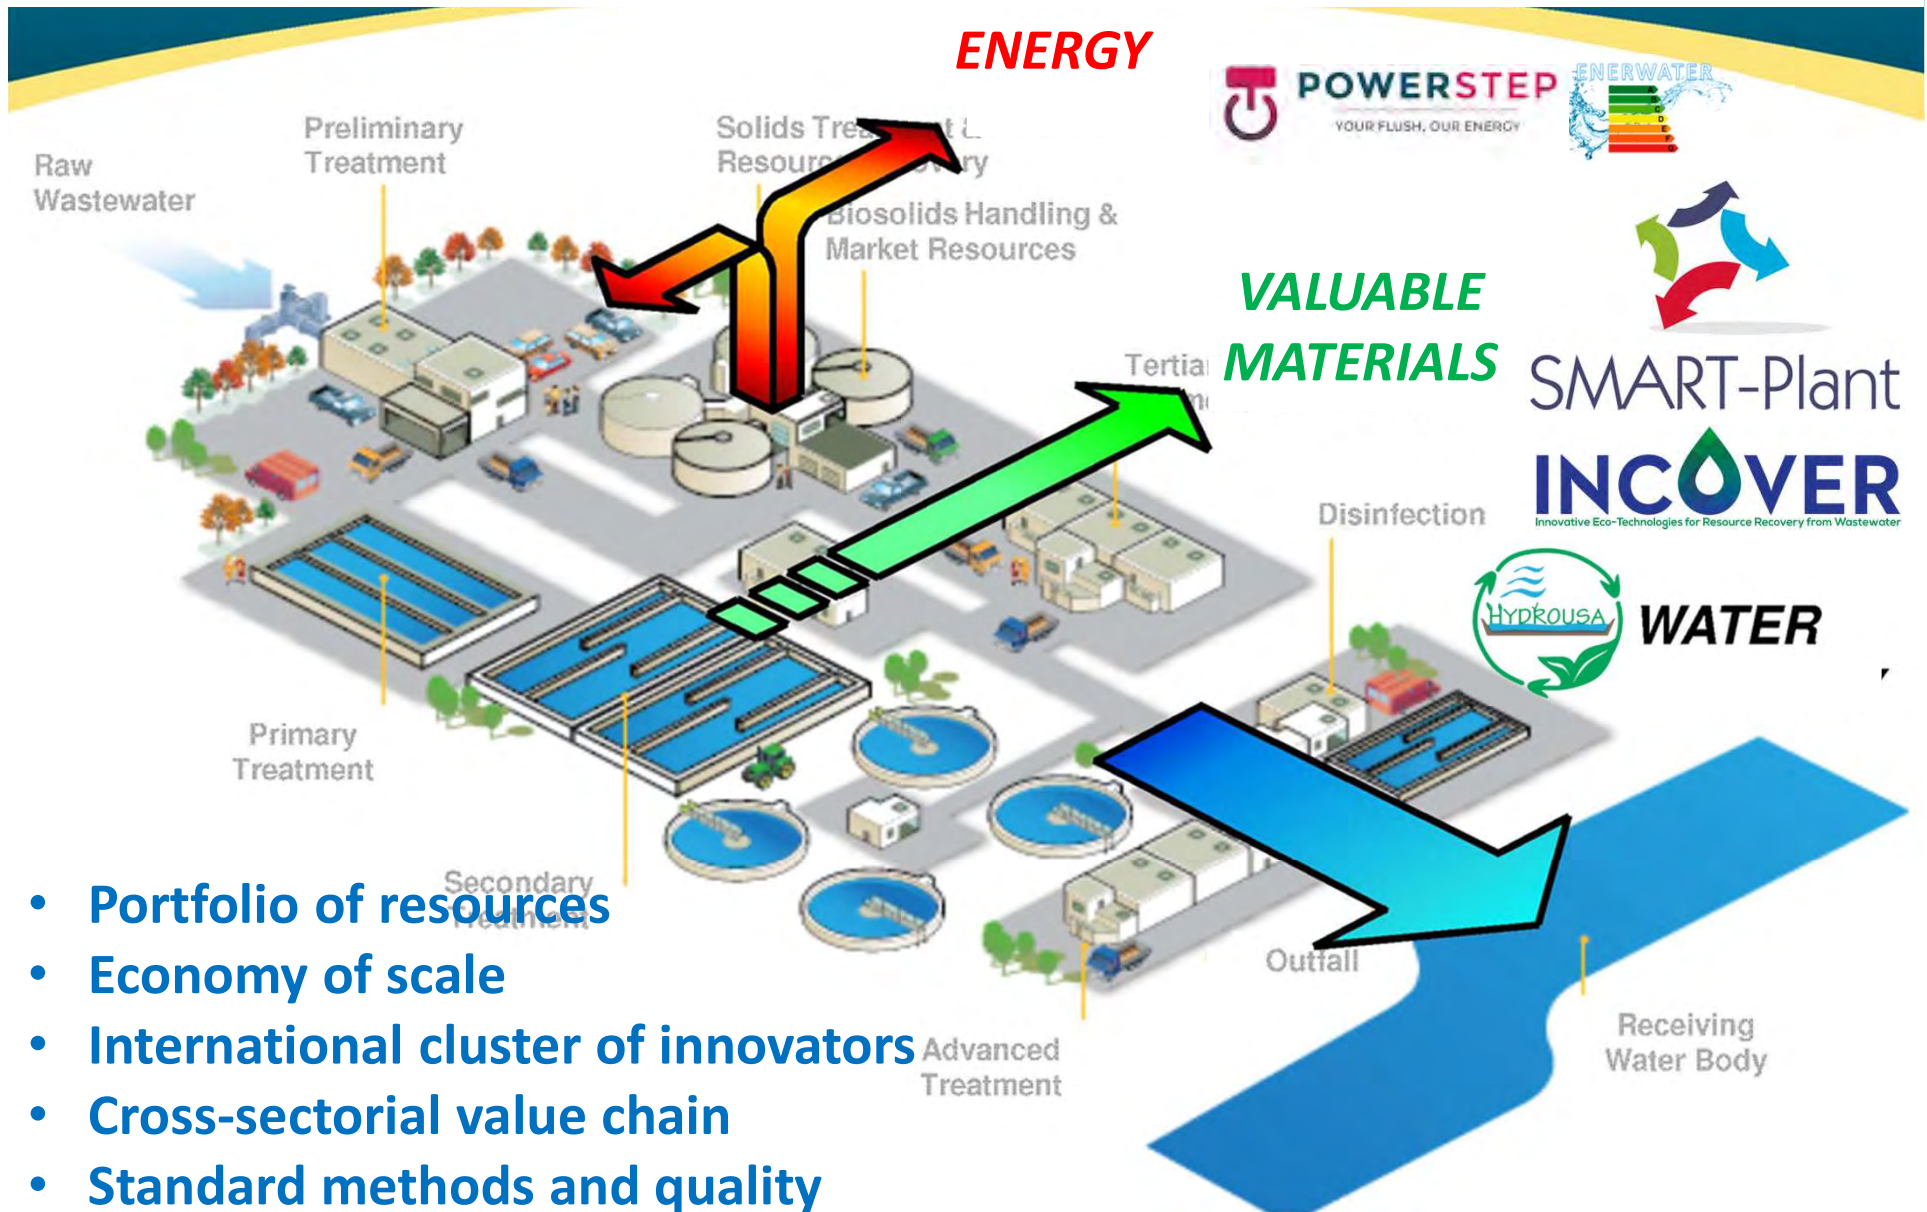 ENERGY
POWERSTEP
YOUR FLUSH, OUR ENERGY
ENERWATER
A
B
C
D
E
F
G
Preliminary
Treatment
Raw
Wastewater
Solids
Biosolids Handling &
Market Resources
VALUABLE
MATERIALS
SMART-Plant
INCOVER
Innovative Eco-Technologies for Resource Recovery from Wastewater
Disinfection
HYDROUSA
WATER
Primary
Treatment
Secondary
Treatment
Outfall
Receiving
Water Body
Advanced
Treatment
• Portfolio of resources
• Economy of scale
• International cluster of innovators
• Cross-sectorial value chain
• Standard methods and quality